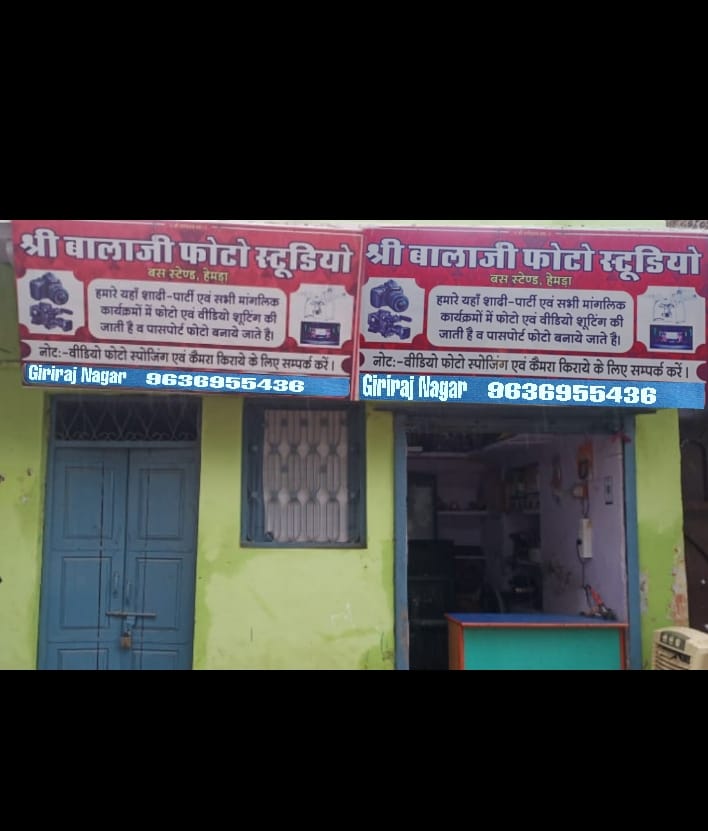 श्री बालाजी फोटो स्टूडियो
बस स्टेण्ड, हेमड़ा
हमारे यहाँ शादी-पार्टी एवं सभी मांगलिक
कार्यक्रमों में फोटो एवं वीडियो शूटिंग की
जाती है व पासपोर्ट फोटो बनाये जाते है।
नोट:-वीडियो फोटो स्पोजिंग एवं कैमरा किराये के लिए सम्पर्क करें।
Giriraj Nagar 9636955436
श्री बालाजी फोटो स्टूडियो
बस स्टेण्ड, हेमड़ा
हमारे यहाँ शादी-पार्टी एवं सभी मांगलिक
कार्यक्रमों में फोटो एवं वीडियो शूटिंग की
जाती है व पासपोर्ट फोटो बनाये जाते है।
नोट:-वीडियो फोटो स्पोजिंग एवं कैमरा किराये के लिए सम्पर्क करें।
Giriraj Nagar 9636955436